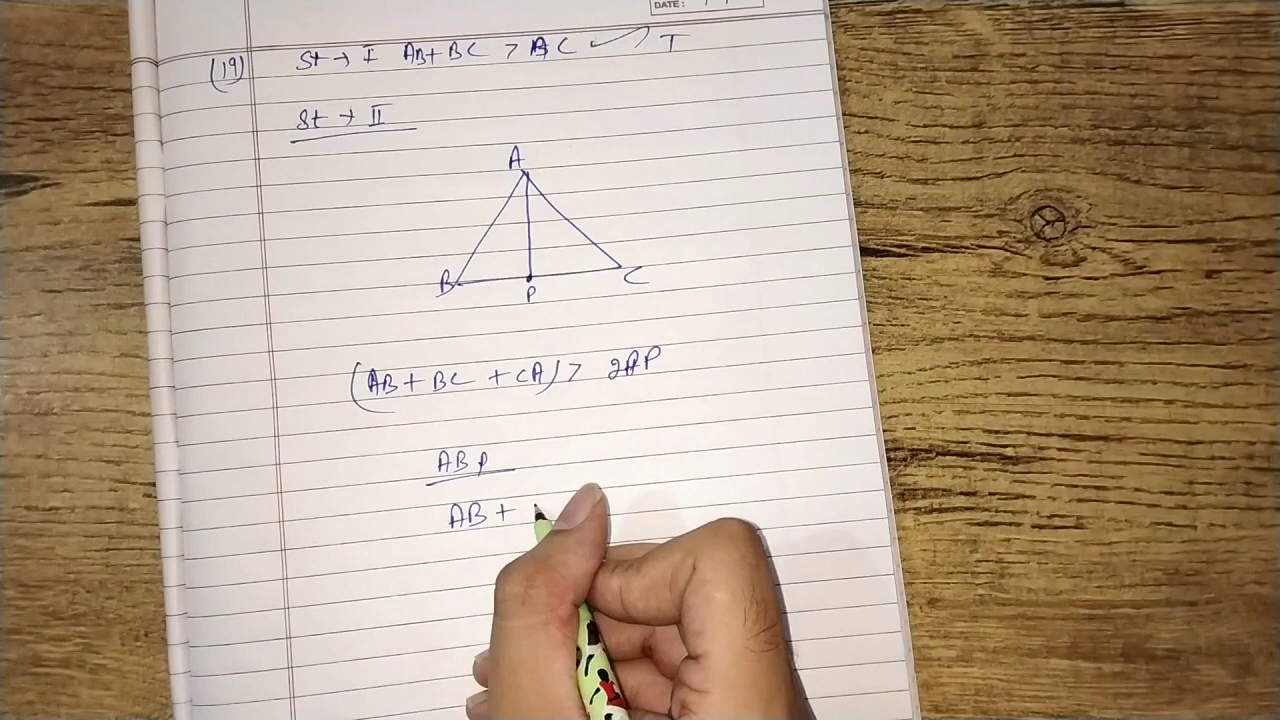 DATE:
(19) St → I AB + BC > AC ✓ T
St → II
A
B P C
(AB + BC + CA) > 2AP
ABP
AB +